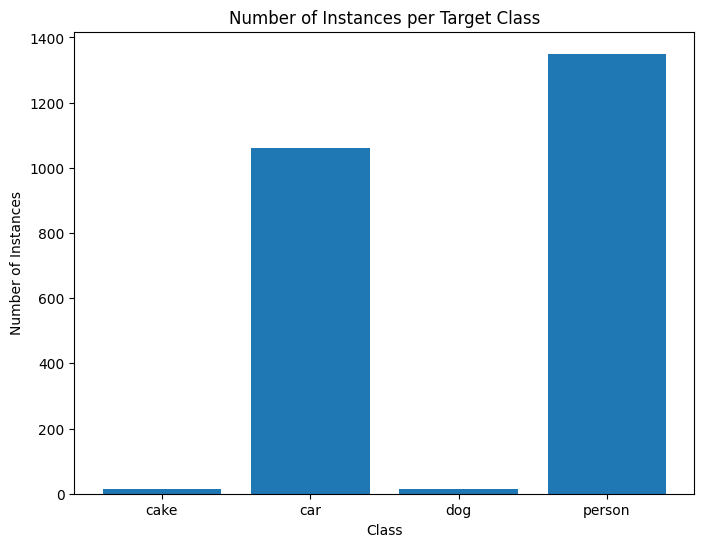 Number of Instances per Target Class
Number of Instances
1400
1200
1000
800
600
400
200
0
cake
car
dog
person
Class